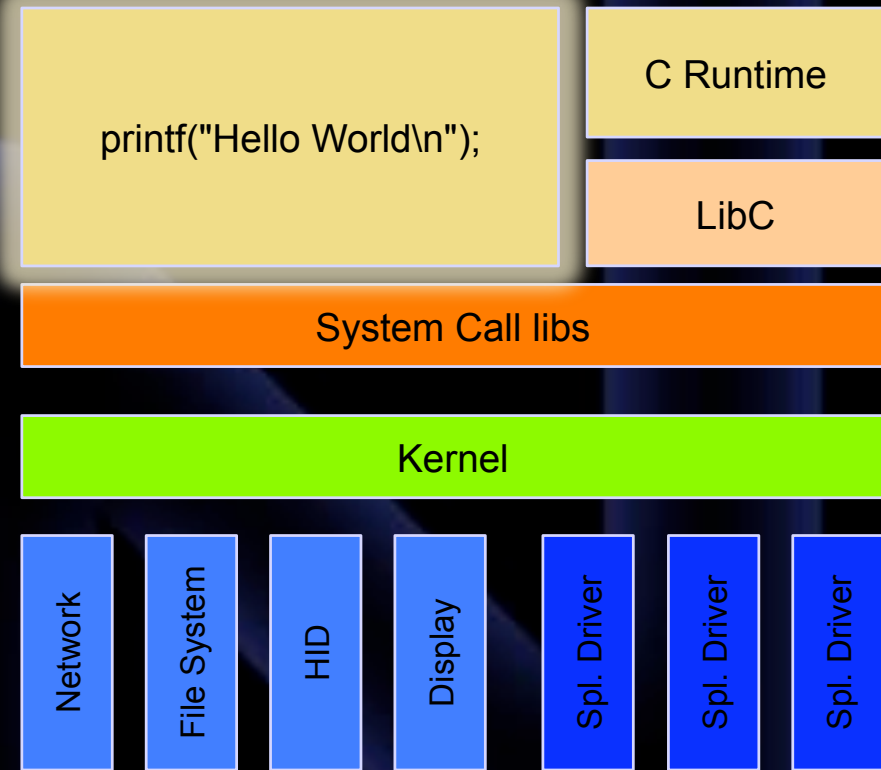 printf("Hello World\n");
C Runtime
LibC
System Call libs
Kernel
Network
File System
HID
Display
Spl. Driver
Spl. Driver
Spl. Driver